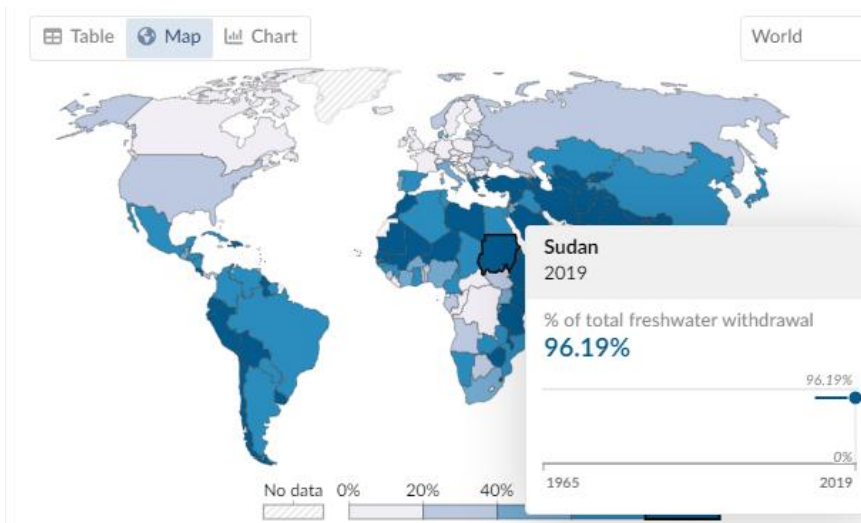 Table Map Chart
World
Sudan
2019
% of total freshwater withdrawal
96.19%
96.19%
0%
1965 2019
No data 0% 20% 40%